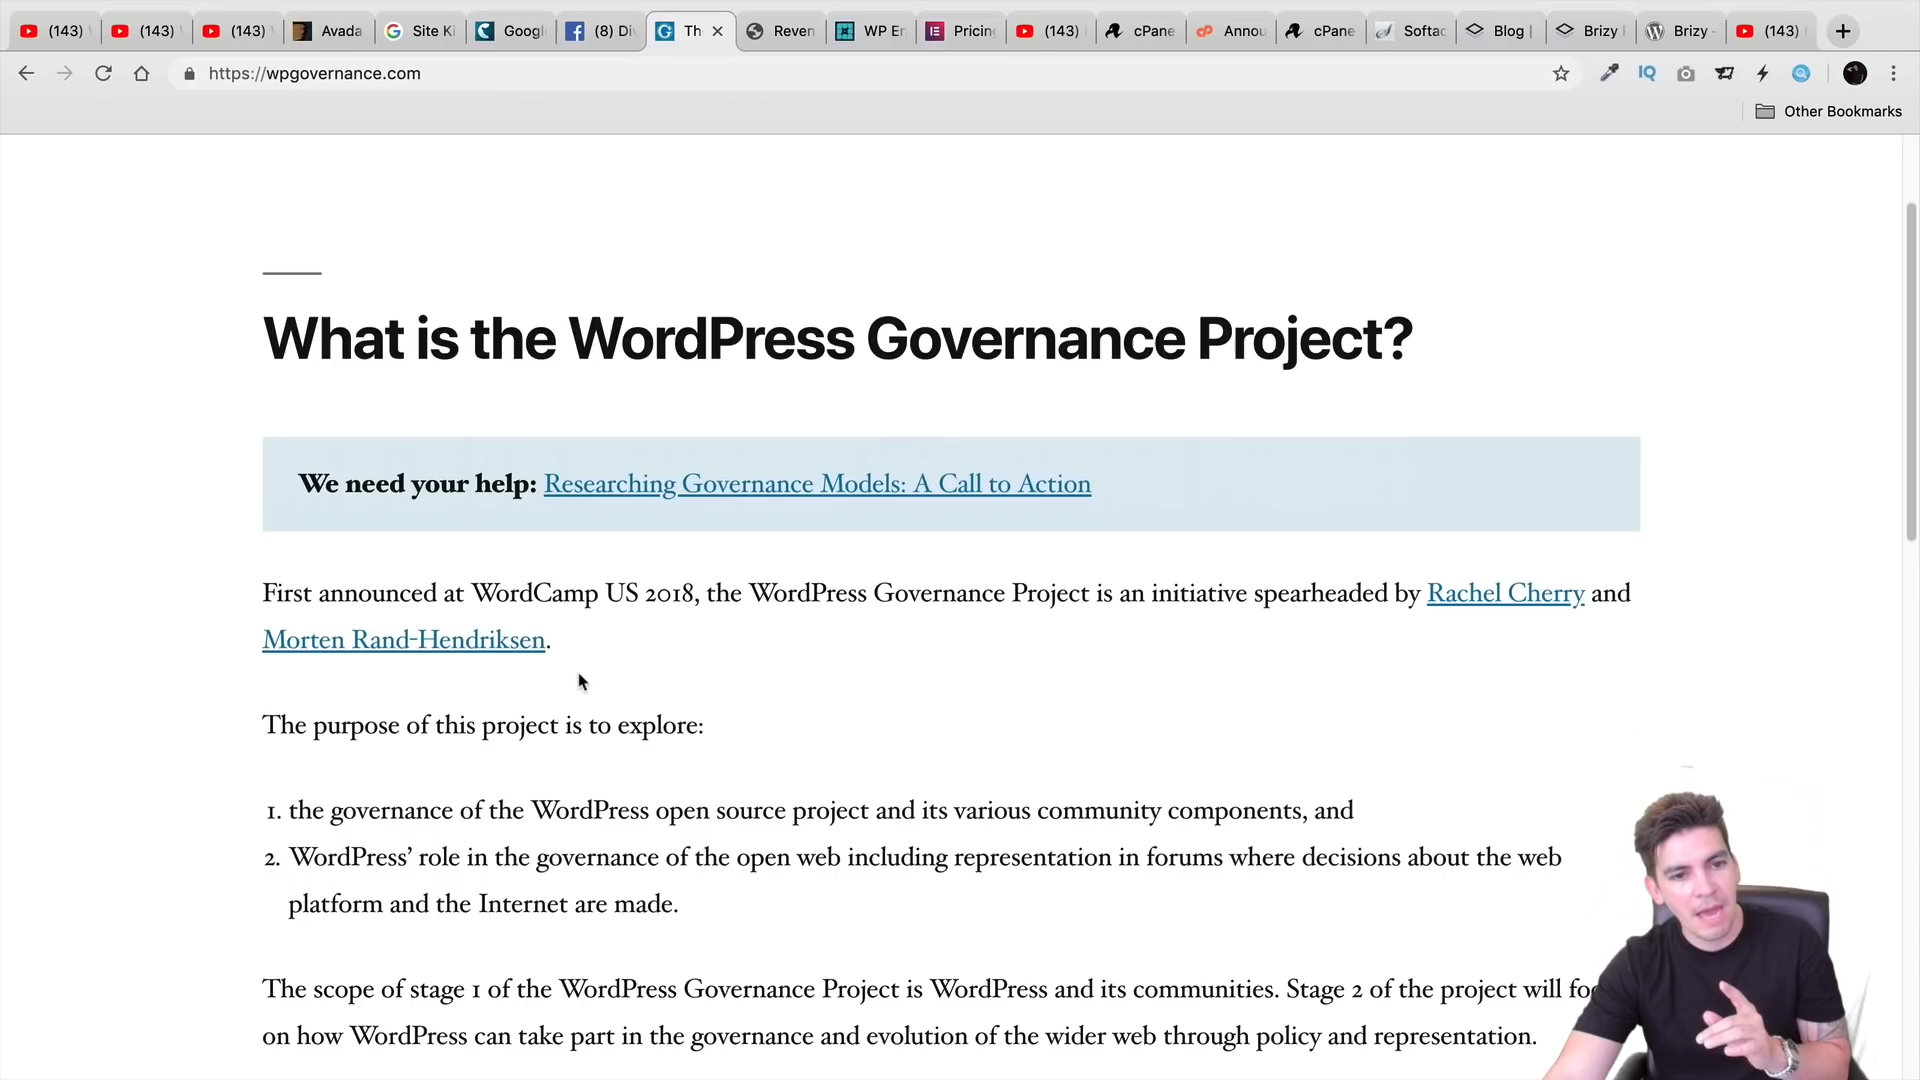 (143) (143) (143) Avada Site Ki Googl (8) Di Th Reven WP En Pricin (143) cPane Annou cPane Softac Blog | Brizy Brizy - (143)
https://wpgovernance.com IQ
Other Bookmarks
What is the WordPress Governance Project?
We need your help: Researching Governance Models: A Call to Action
First announced at WordCamp US 2018, the WordPress Governance Project is an initiative spearheaded by Rachel Cherry and
Morten Rand-Hendriksen.
The purpose of this project is to explore:
1. the governance of the WordPress open source project and its various community components, and
2. WordPress’ role in the governance of the open web including representation in forums where decisions about the web
platform and the Internet are made.
The scope of stage 1 of the WordPress Governance Project is WordPress and its communities. Stage 2 of the project will fo
on how WordPress can take part in the governance and evolution of the wider web through policy and representation.